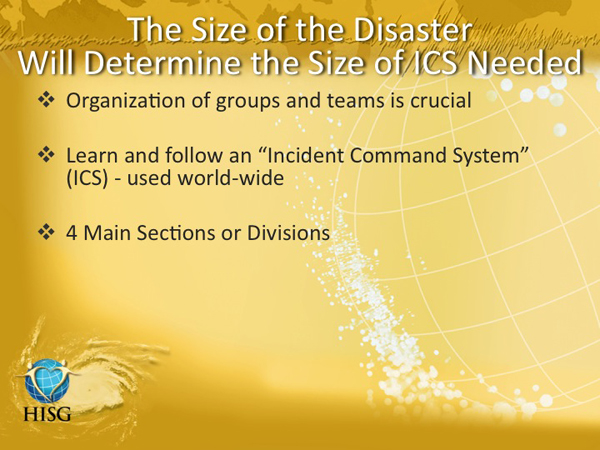 The Size of the Disaster
Will Determine the Size of ICS Needed
❖ Organization of groups and teams is crucial
❖ Learn and follow an “Incident Command System”
(ICS) - used world-wide
❖ 4 Main Sections or Divisions
HISG